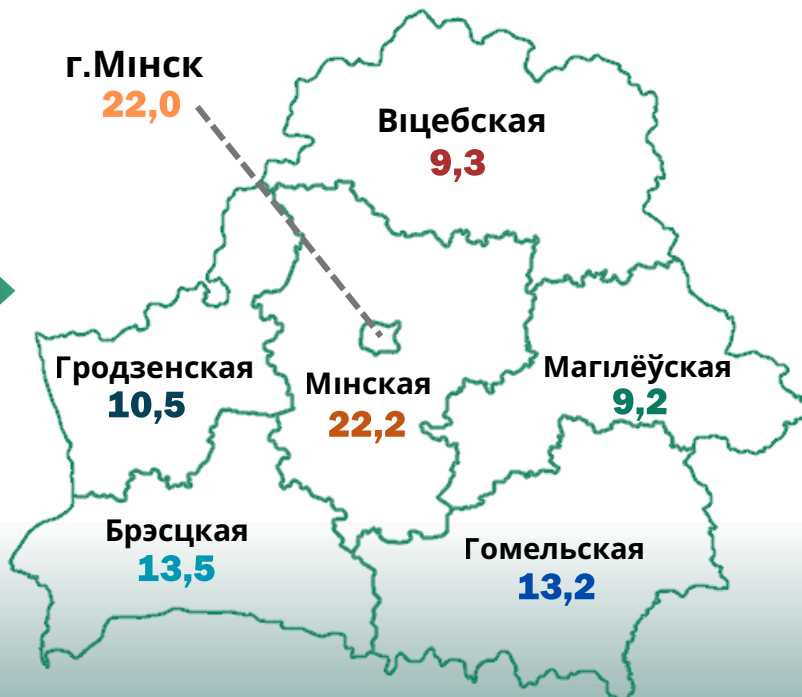 г.Мінск
22,0
Віцебская
9,3
Гродзенская
10,5
Мінская
22,2
Магілёўская
9,2
Брэсцкая
13,5
Гомельская
13,2